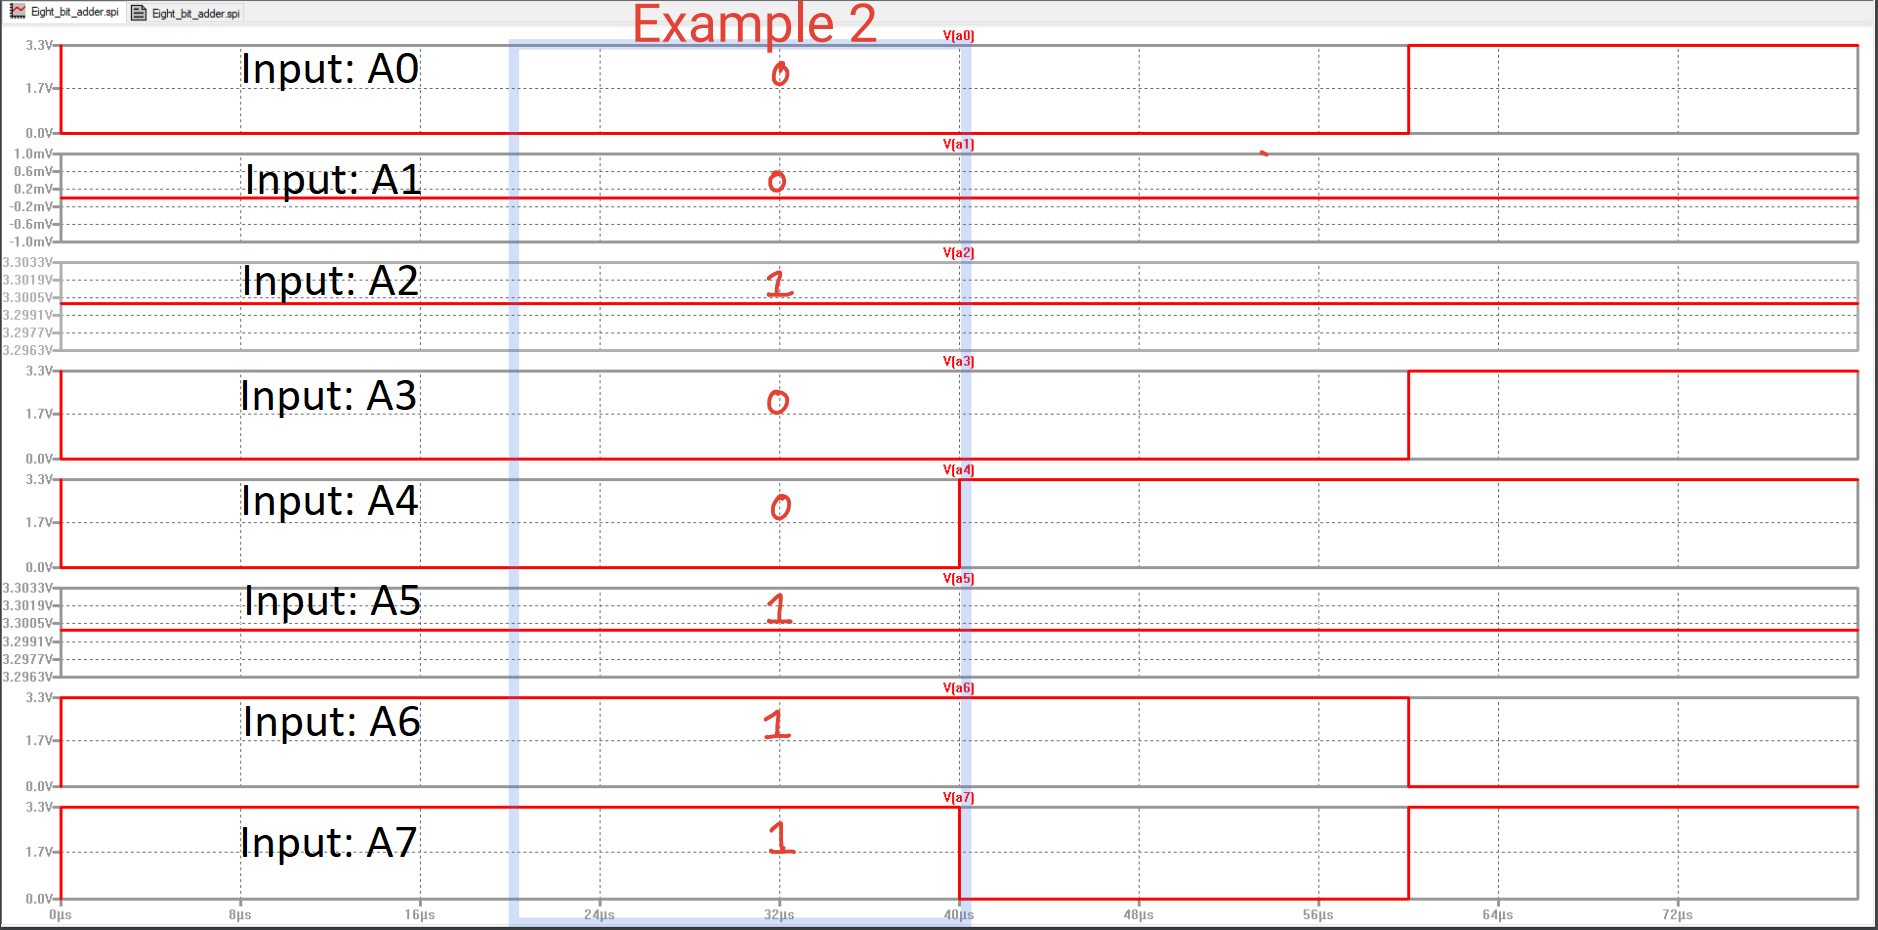 Eight_bit_adder.spi Eight_bit_adder.spi
Example 2
V(a0)
3.3V
Input: A0
0
1.7V
0.0V
V(a1)
1.0mV
0.6mV
Input: A1
0
0.2mV
-0.2mV
-0.6mV
-1.0mV
V(a2)
3.3033V
3.3019V
Input: A2
1
3.3005V
3.2991V
3.2977V
3.2963V
V(a3)
3.3V
Input: A3
0
1.7V
0.0V
V(a4)
3.3V
Input: A4
0
1.7V
0.0V
V(a5)
3.3033V
Input: A5
1
3.3019V
3.3005V
3.2991V
3.2977V
3.2963V
V(a6)
3.3V
Input: A6
1
1.7V
0.0V
V(a7)
3.3V
Input: A7
1
1.7V
0.0V
0µs 8µs 16µs 24µs 32µs 40µs 48µs 56µs 64µs 72µs